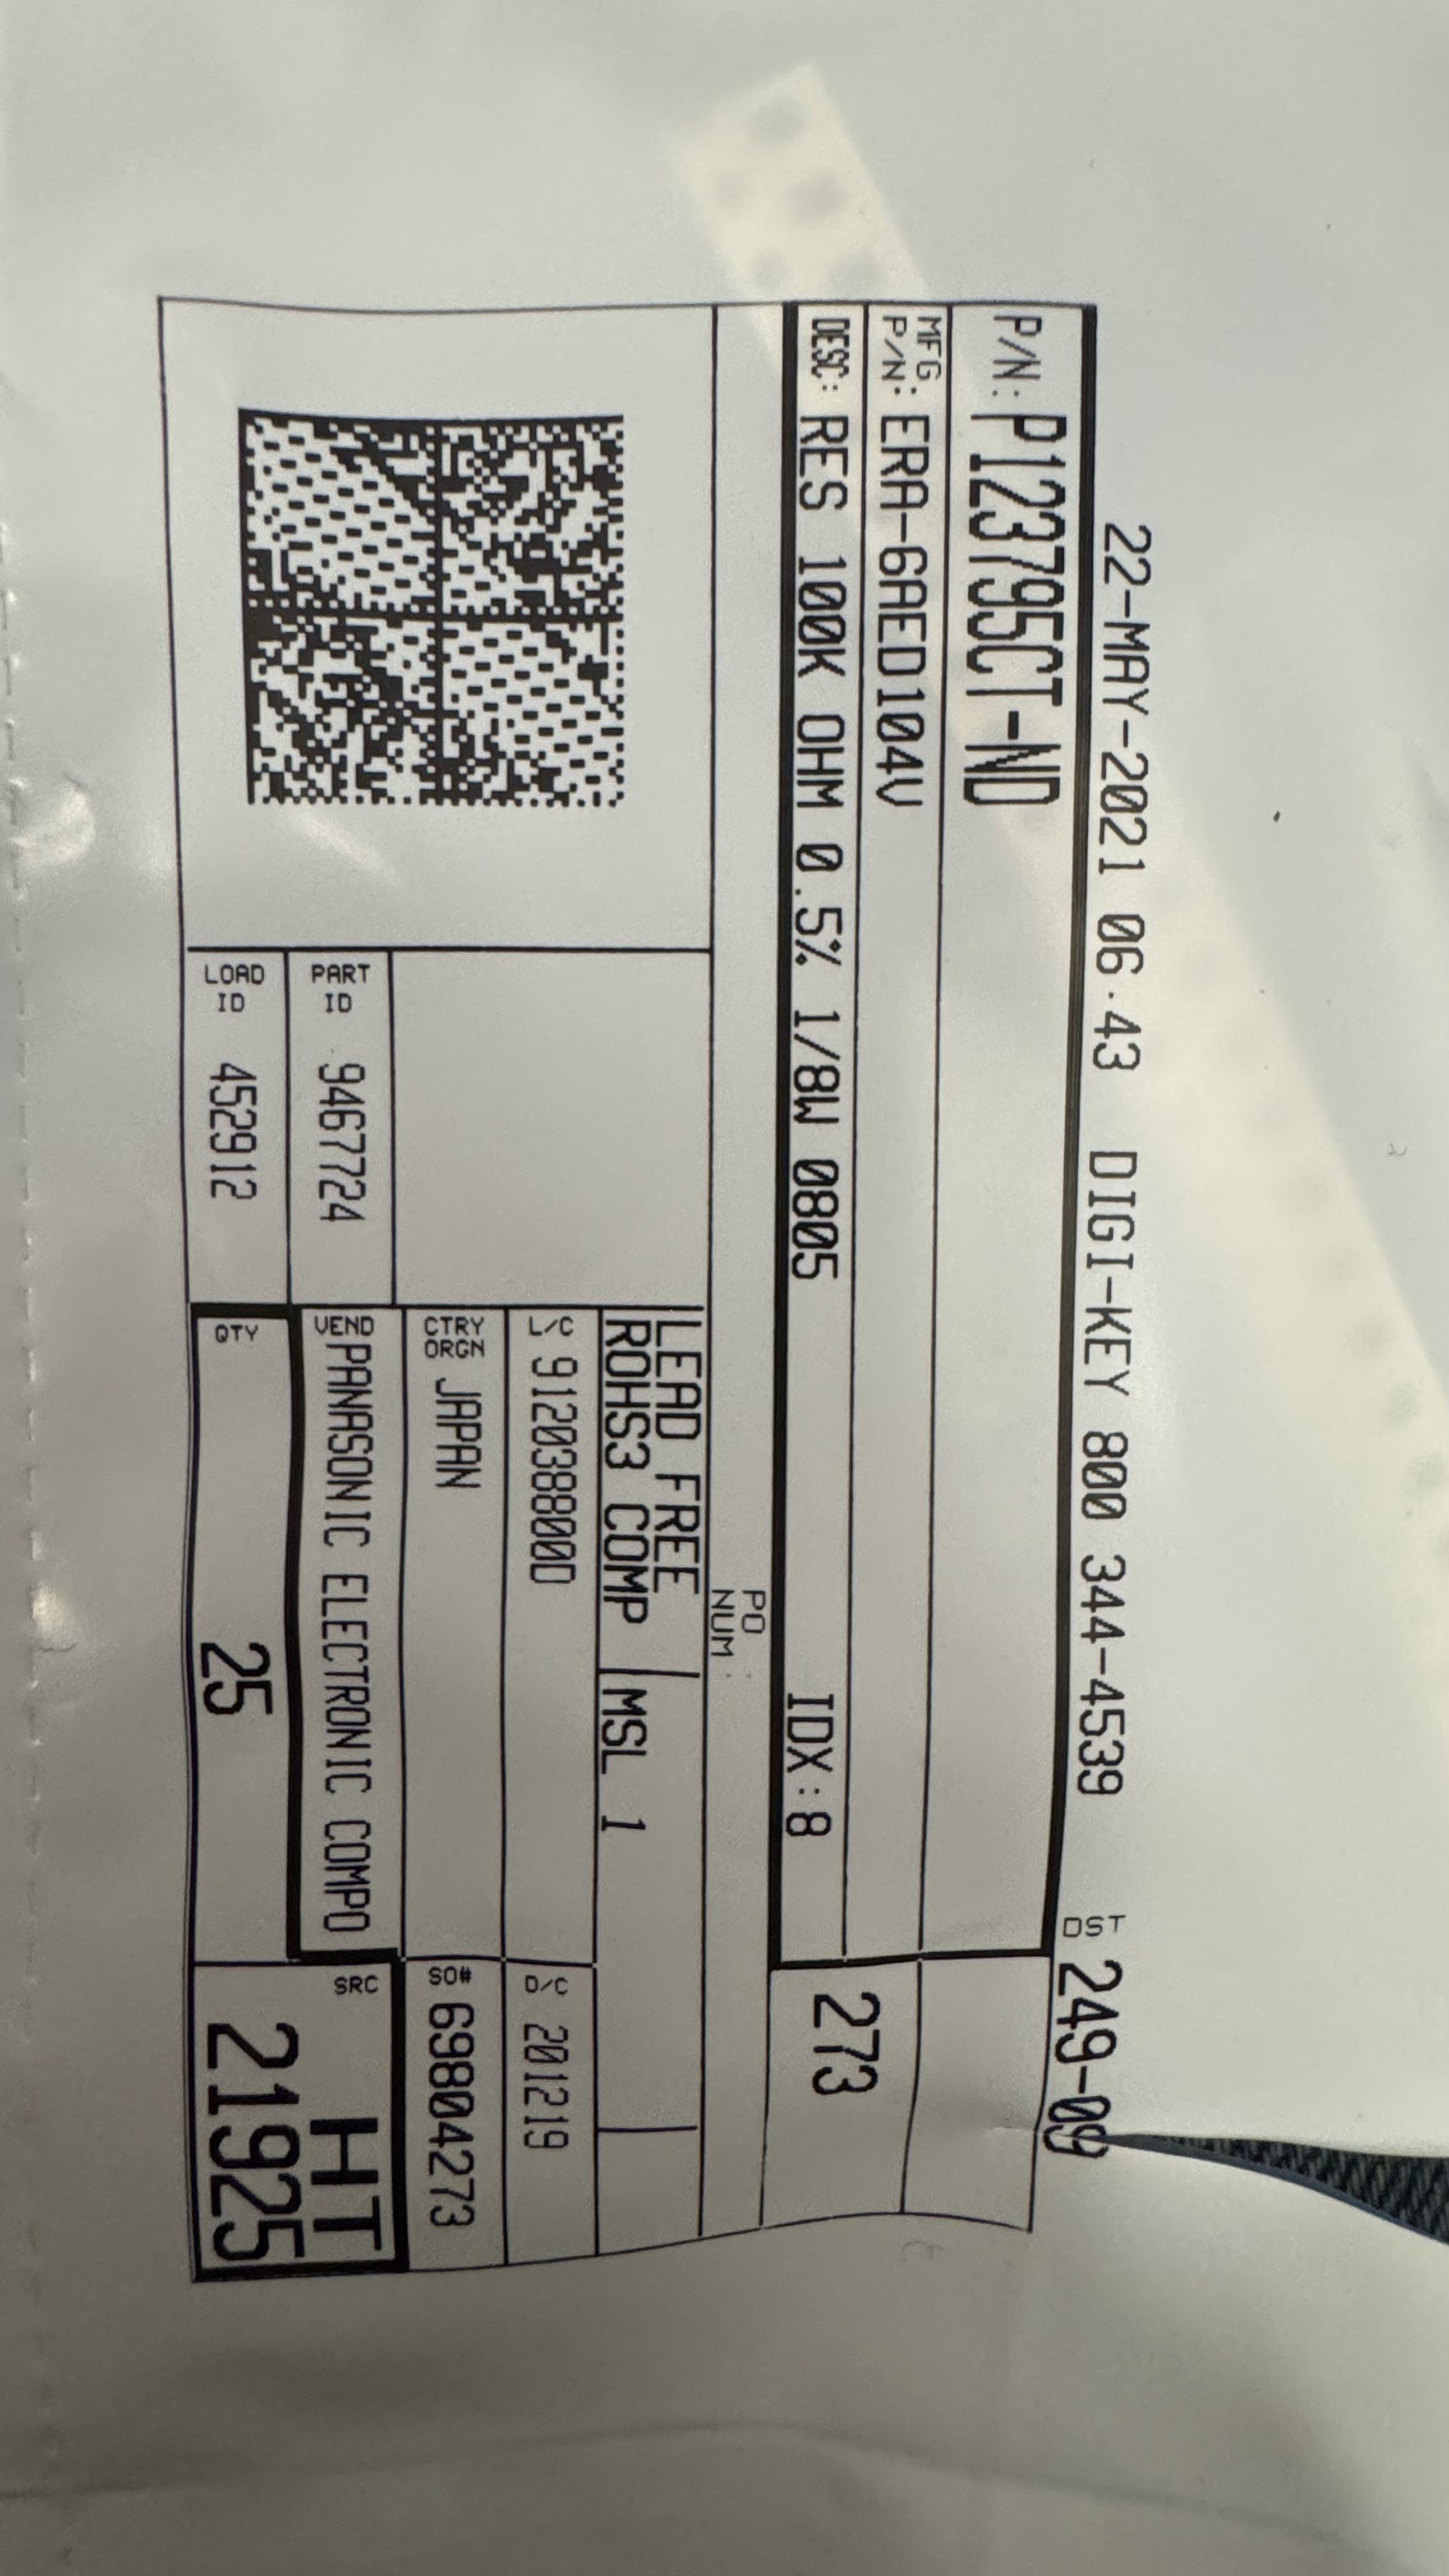 22-MAY-2021 06:43 DIGI-KEY 800 344-4539 DST 249-09
P/N: P123795CT-ND
MFG P/N: ERA-6AED104V
DESC: RES 100K OHM 0.5% 1/8W 0805 IDX:8 273
PO NUM:
LEAD FREE
ROHS3 COMP MSL 1
L/C 912038800D D/C 201219
CTRY ORGN JAPAN SO# 69804273
PART ID 9467724 VEND PANASONIC ELECTRONIC COMPO SRC HT
LOAD ID 452912 QTY 25 21925